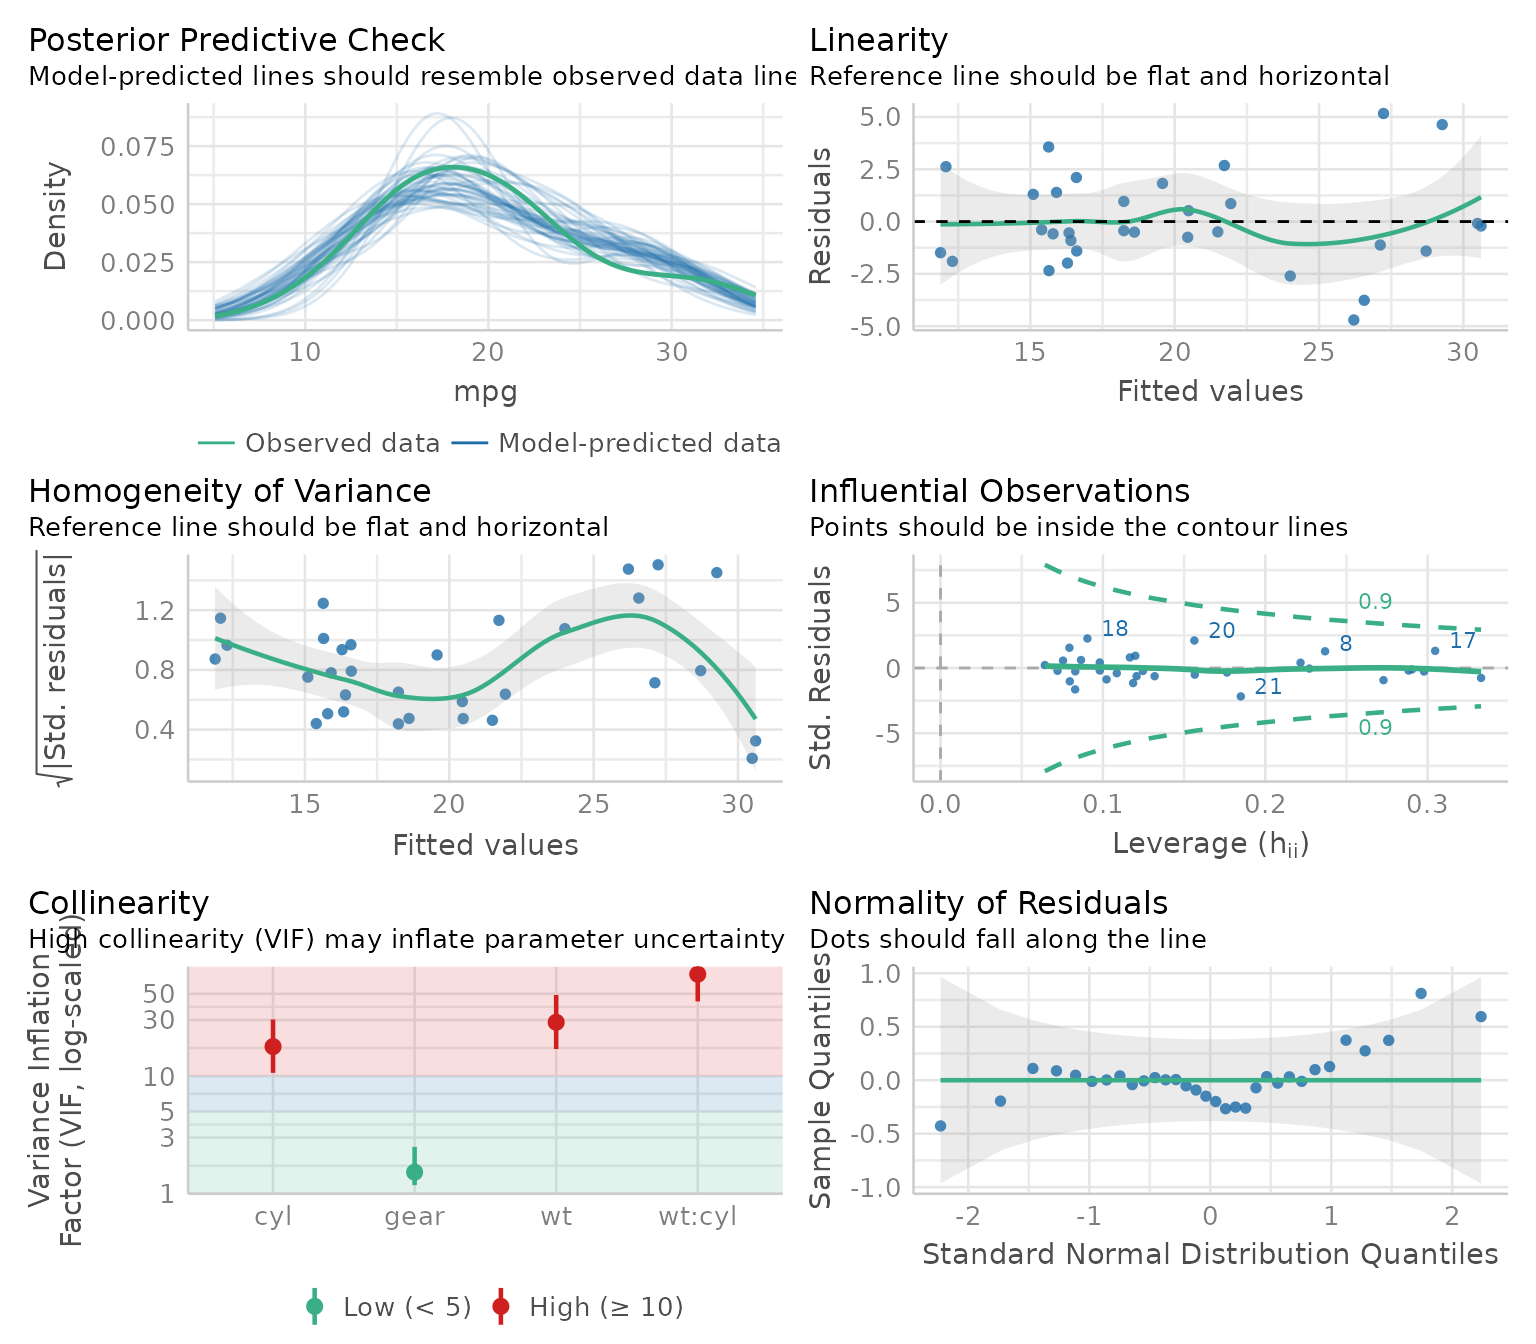 Posterior Predictive Check
Model-predicted lines should resemble observed data line
Density
0.075
0.050
0.025
0.000
10 20 30
mpg
Observed data Model-predicted data
Linearity
Reference line should be flat and horizontal
Residuals
5.0
2.5
0.0
-2.5
-5.0
15 20 25 30
Fitted values
Homogeneity of Variance
Reference line should be flat and horizontal
√|Std. residuals|
1.2
0.8
0.4
15 20 25 30
Fitted values
Influential Observations
Points should be inside the contour lines
Std. Residuals
5
0
-5
0.9
18 20 8 17
21
0.9
0.0 0.1 0.2 0.3
Leverage (hii)
Collinearity
High collinearity (VIF) may inflate parameter uncertainty
Variance Inflation
Factor (VIF, log-scaled)
50
30
10
5
3
1
cyl gear wt wt:cyl
Low (< 5) High (≥ 10)
Normality of Residuals
Dots should fall along the line
Sample Quantiles
1.0
0.5
0.0
-0.5
-1.0
-2 -1 0 1 2
Standard Normal Distribution Quantiles